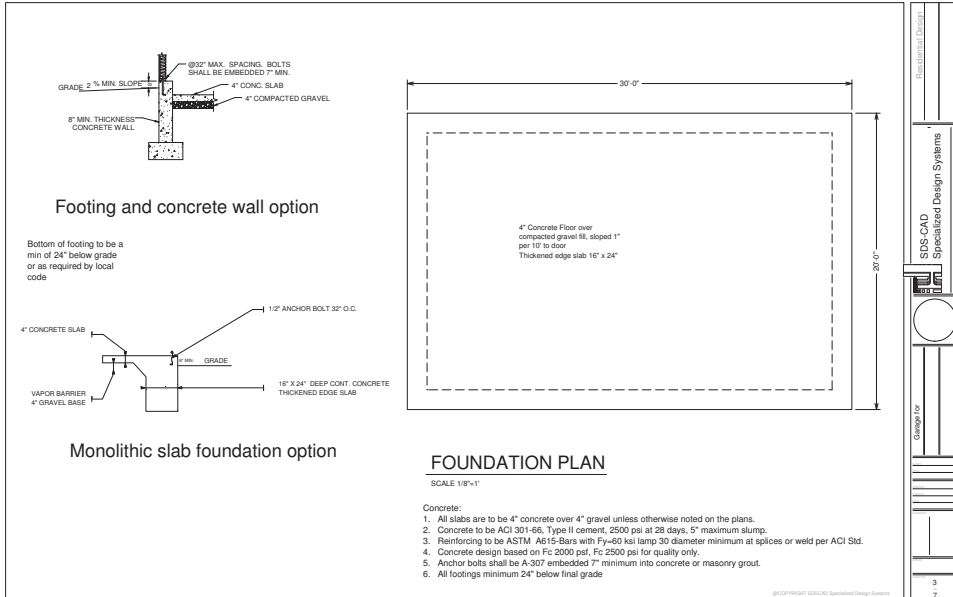 @32" MAX. SPACING. BOLTS
SHALL BE EMBEDDED 7" MIN.
GRADE 2 % MIN. SLOPE
4" CONC. SLAB
4" COMPACTED GRAVEL
8" MIN. THICKNESS
CONCRETE WALL
Footing and concrete wall option
Bottom of footing to be a
min of 24" below grade
or as required by local
code
1/2" ANCHOR BOLT 32" O.C.
4" CONCRETE SLAB
6" MIN.
GRADE
VAPOR BARRIER
4" GRAVEL BASE
16" X 24" DEEP CONT. CONCRETE
THICKENED EDGE SLAB
Monolithic slab foundation option
30'-0"
20'-0"
4" Concrete Floor over
compacted gravel fill, sloped 1"
per 10' to door
Thickened edge slab 16" x 24"
FOUNDATION PLAN
SCALE 1/8"=1'
Concrete:
1. All slabs are to be 4" concrete over 4" gravel unless otherwise noted on the plans.
2. Concrete to be ACI 301-66, Type II cement, 2500 psi at 28 days, 5" maximum slump.
3. Reinforcing to be ASTM A615-Bars with Fy=60 ksi lamp 30 diameter minimum at splices or weld per ACI Std.
4. Concrete design based on Fc 2000 psf, Fc 2500 psi for quality only.
5. Anchor bolts shall be A-307 embedded 7" minimum into concrete or masonry grout.
6. All footings minimum 24" below final grade
@COPYRIGHT SDSCAD Specialized Design Systems
Residential Design
SDS-CAD
Specialized Design Systems
Garage for
3
7